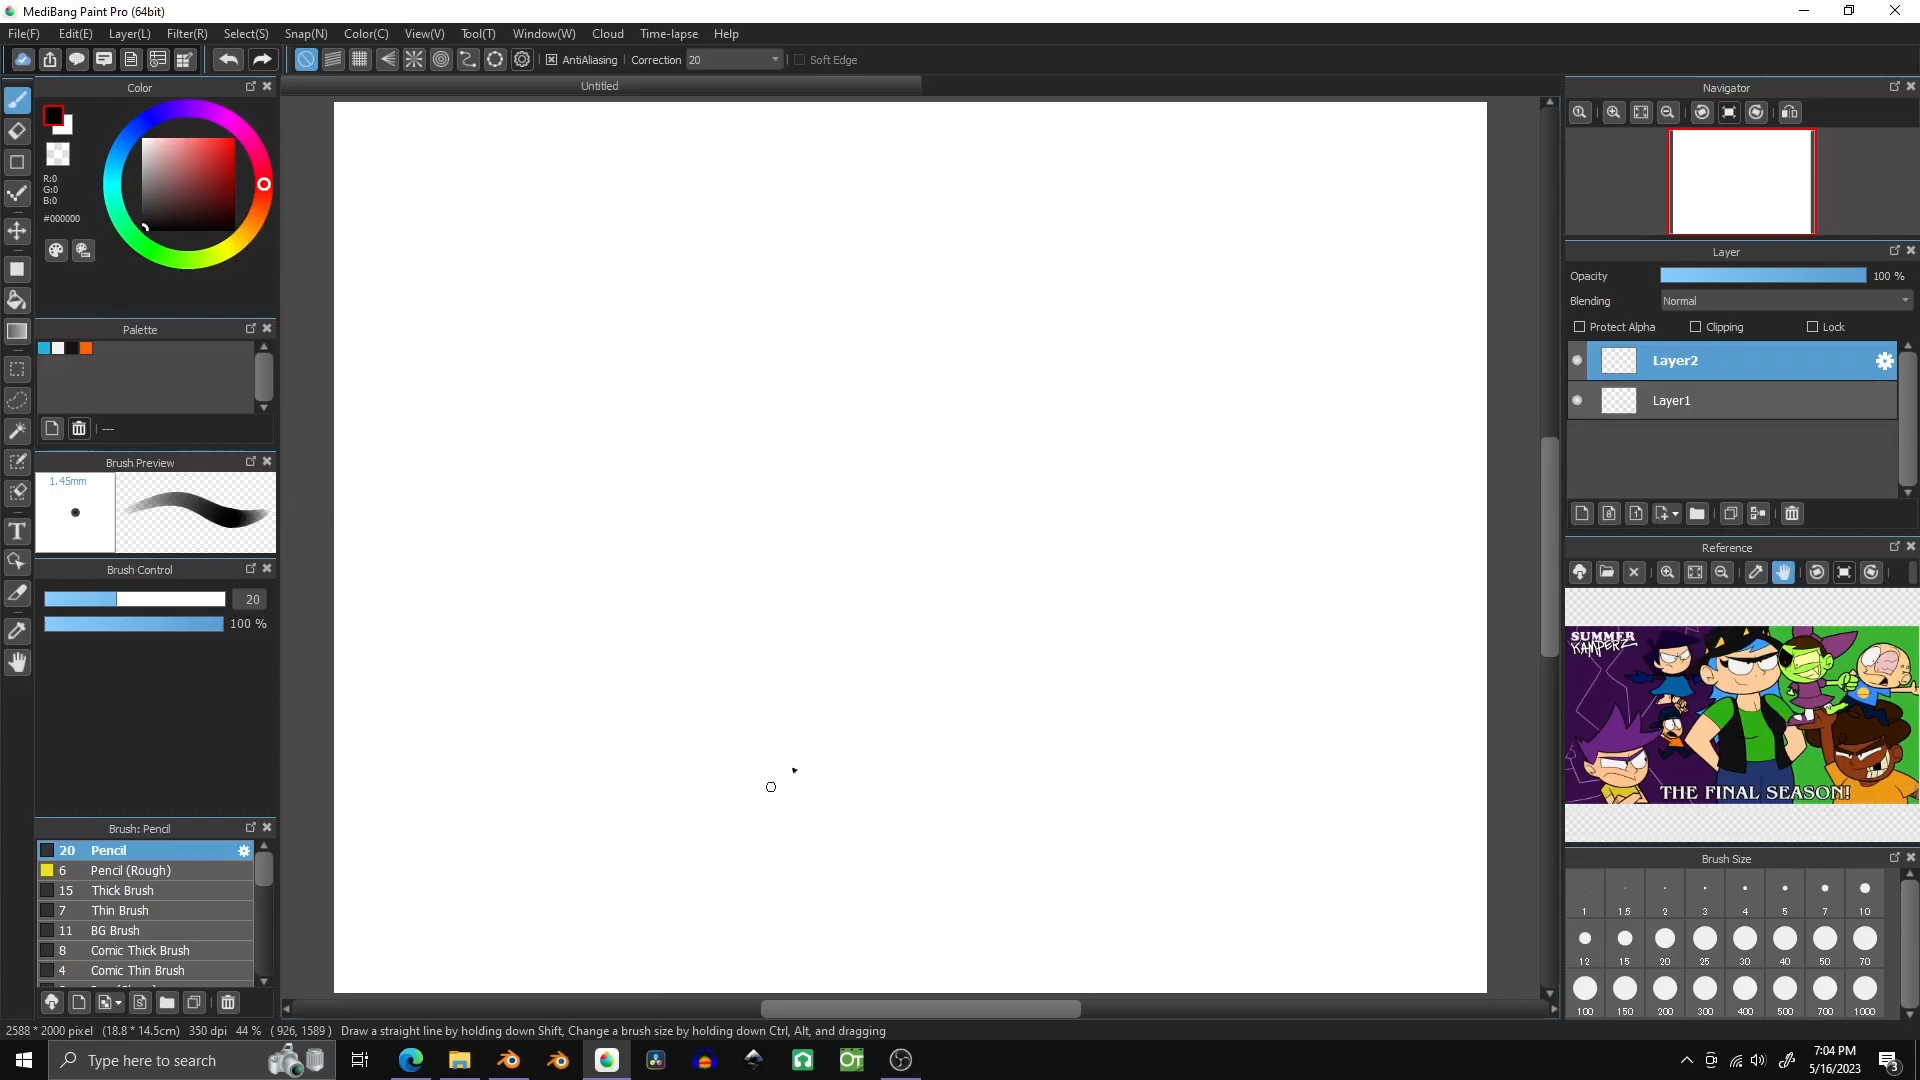 MediBang Paint Pro (64bit)
File(F) Edit(E) Layer(L) Filter(R) Select(S) Snap(N) Color(C) View(V) Tool(T) Window(W) Cloud Time-lapse Help
AntiAliasing Correction 20 Soft Edge
Color
Untitled
Navigator
R:0
G:0
B:0
#000000
Layer
Opacity 100 %
Blending Normal
Protect Alpha Clipping Lock
Layer2
Layer1
Palette
---
Brush Preview
1.45mm
Brush Control
20
100 %
Reference
SUMMER
KAMPERZ
THE FINAL SEASON!
Brush: Pencil
20 Pencil
6 Pencil (Rough)
15 Thick Brush
7 Thin Brush
11 BG Brush
8 Comic Thick Brush
4 Comic Thin Brush
Brush Size
1 1.5 2 3 4 5 7 10
12 15 20 25 30 40 50 70
100 150 200 300 400 500 700 1000
2588 * 2000 pixel (18.8 * 14.5cm) 350 dpi 44 % ( 926, 1589 ) Draw a straight line by holding down Shift, Change a brush size by holding down Ctrl, Alt, and dragging
Type here to search
OT
7:04 PM
5/16/2023
3